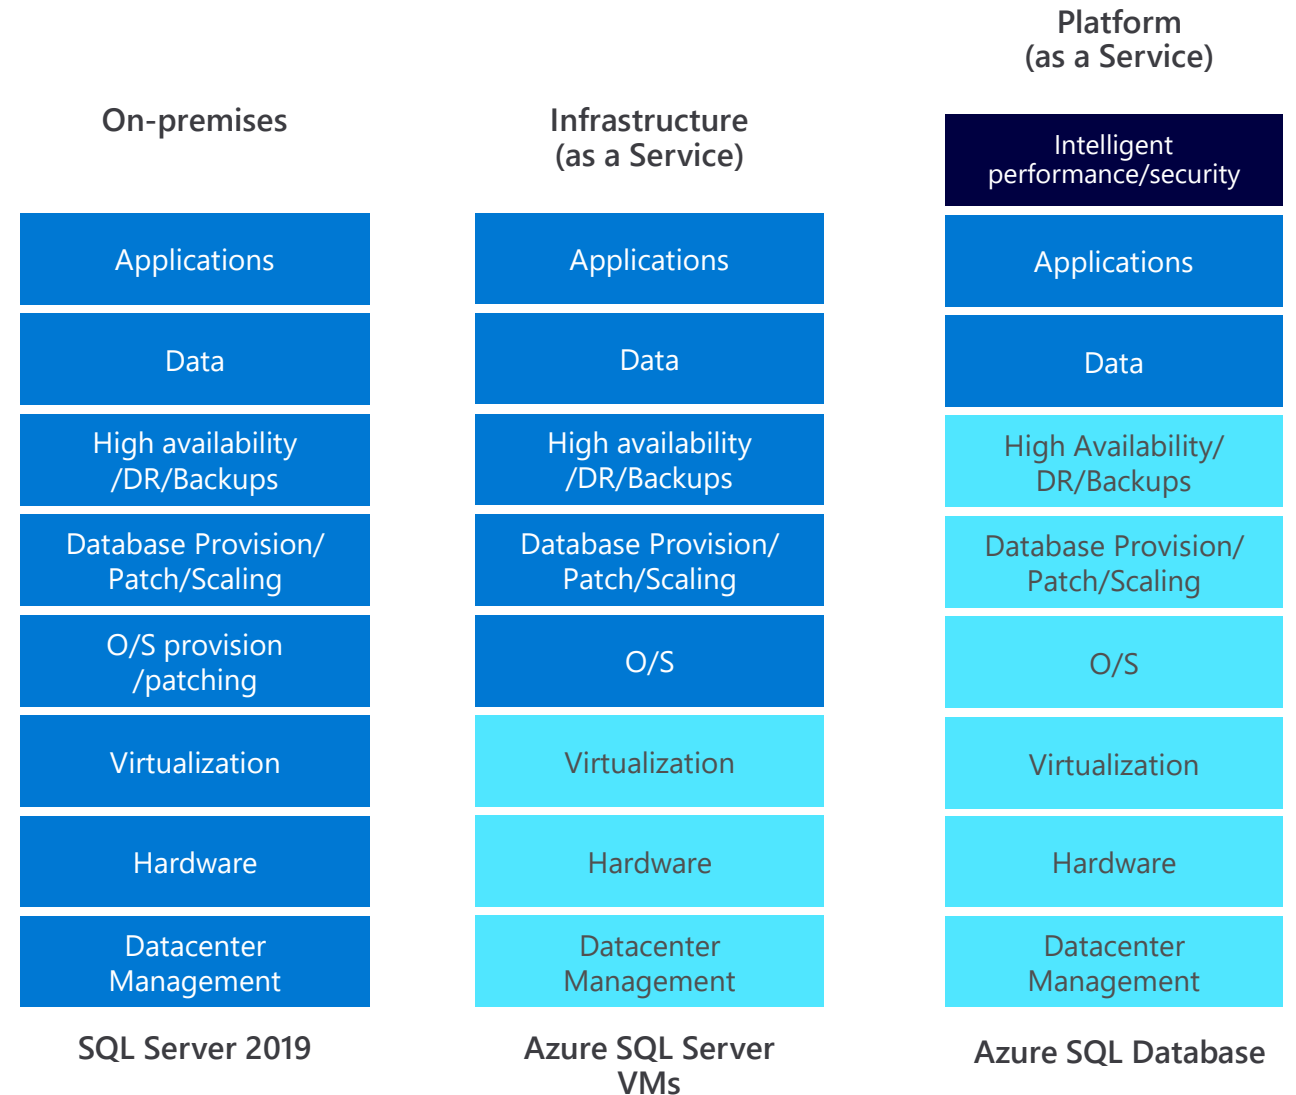 On-premises
Applications
Data
High availability
/DR/Backups
Database Provision/
Patch/Scaling
O/S provision
/patching
Virtualization
Hardware
Datacenter
Management
SQL Server 2019
Infrastructure
(as a Service)
Applications
Data
High availability
/DR/Backups
Database Provision/
Patch/Scaling
O/S
Virtualization
Hardware
Datacenter
Management
Azure SQL Server
VMs
Platform
(as a Service)
Intelligent
performance/security
Applications
Data
High Availability/
DR/Backups
Database Provision/
Patch/Scaling
O/S
Virtualization
Hardware
Datacenter
Management
Azure SQL Database